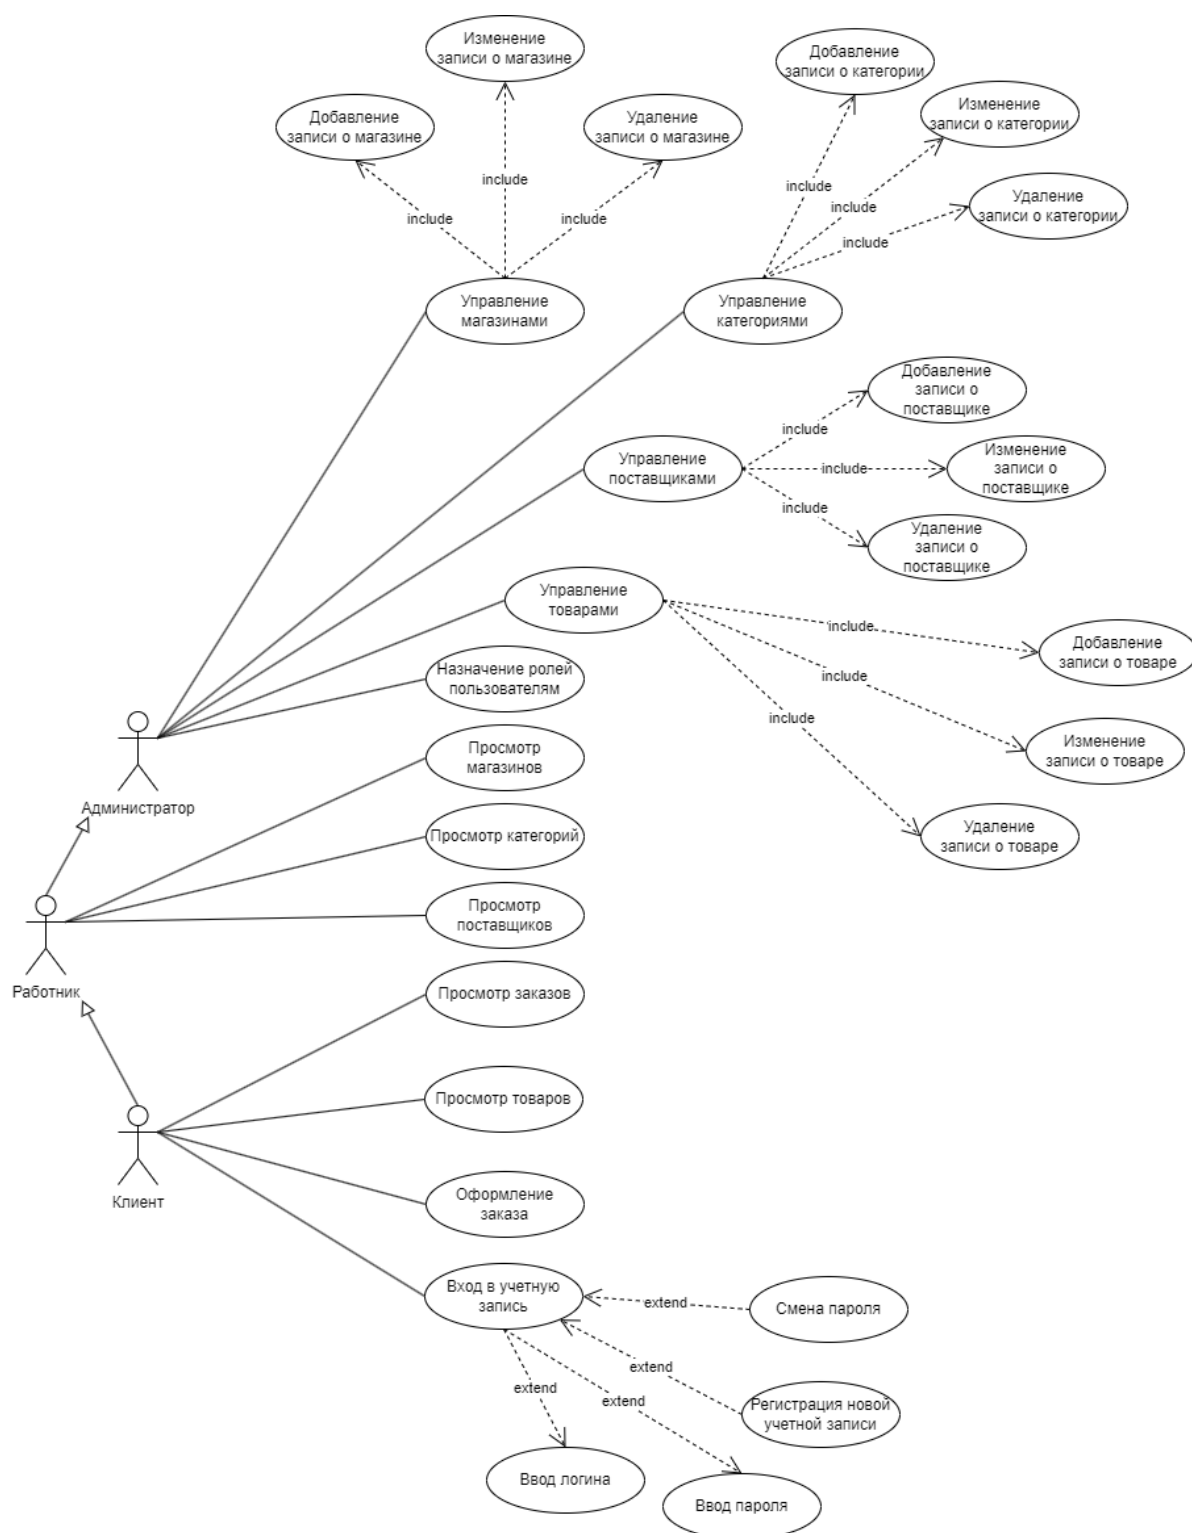 Изменение
записи о магазине
Добавление
записи о категории
Добавление
записи о магазине
Удаление
записи о магазине
Изменение
записи о категории
include
include
include
Удаление
записи о категории
include
include
include
Управление
магазинами
Управление
категориями
Добавление
записи о
поставщике
include
Управление
поставщиками
include
Изменение
записи о
поставщике
include
Удаление
записи о
поставщике
Управление
товарами
include
Добавление
записи о товаре
Назначение ролей
пользователям
include
include
Администратор
Просмотр
магазинов
Изменение
записи о товаре
Просмотр категорий
Удаление
записи о товаре
Просмотр
поставщиков
Работник
Просмотр заказов
Просмотр товаров
Клиент
Оформление
заказа
Вход в учетную
запись
extend
Смена пароля
extend
extend
extend
Регистрация новой
учетной записи
Ввод логина
Ввод пароля